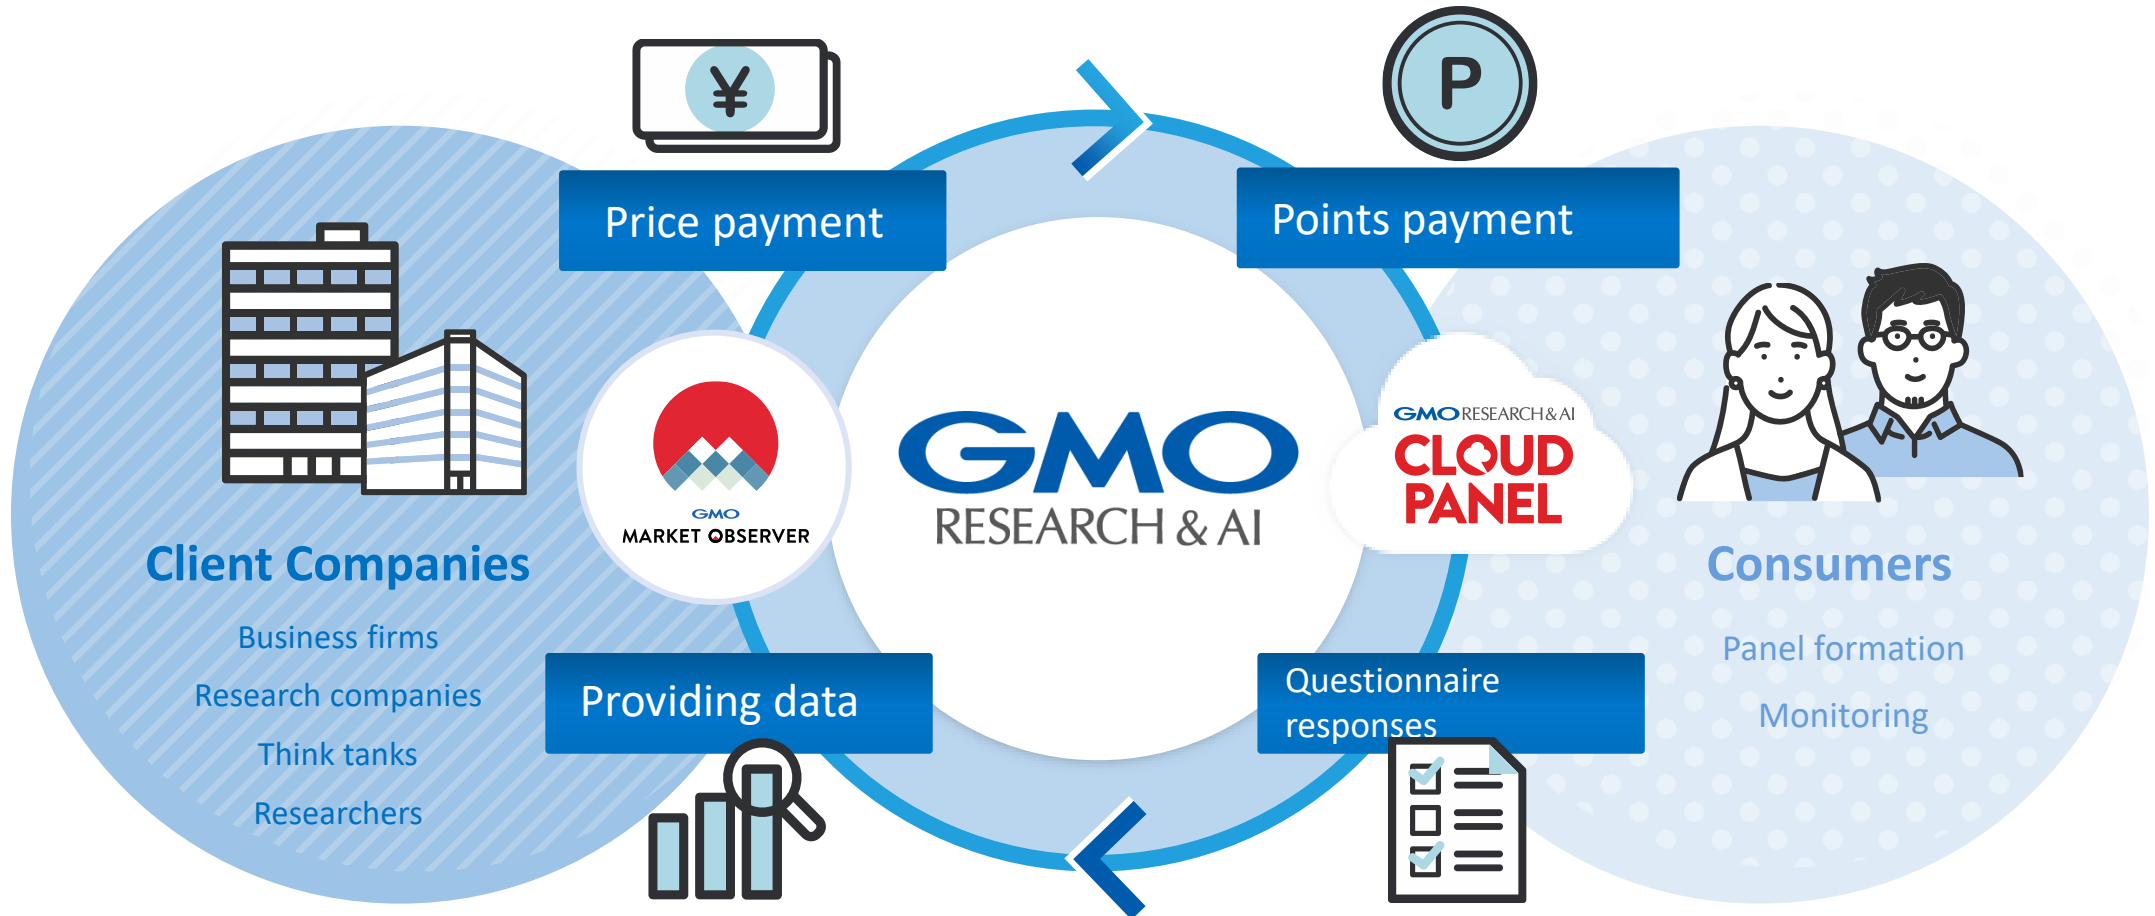 ¥
P
Price payment
Points payment
GMO
MARKET OBSERVER
GMO
RESEARCH & AI
GMO RESEARCH & AI
CLOUD
PANEL
Client Companies
Business firms
Research companies
Think tanks
Researchers
Consumers
Panel formation
Monitoring
Providing data
Questionnaire
responses